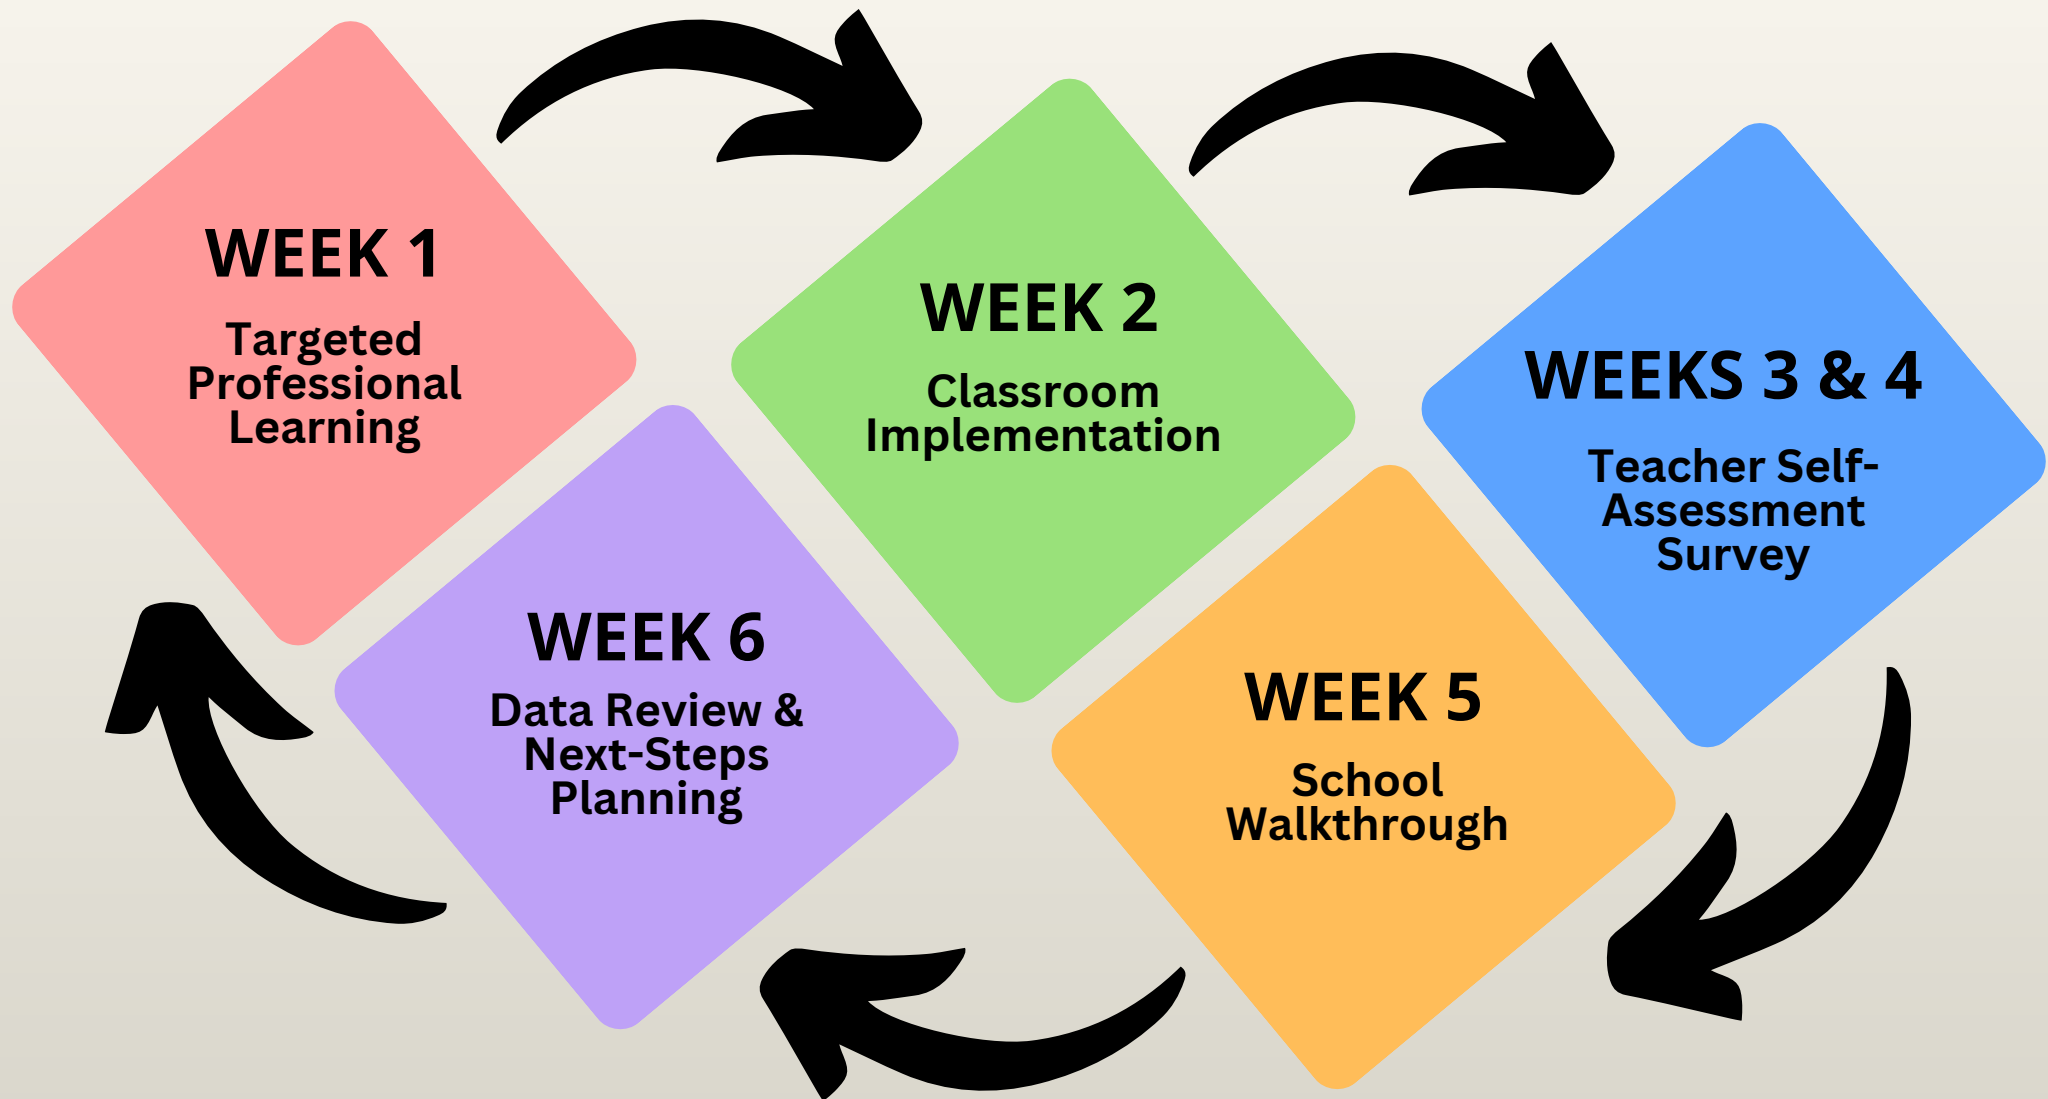 WEEK 1
Targeted
Professional
Learning
WEEK 2
Classroom
Implementation
WEEKS 3 & 4
Teacher Self-
Assessment
Survey
WEEK 5
School
Walkthrough
WEEK 6
Data Review &
Next-Steps
Planning